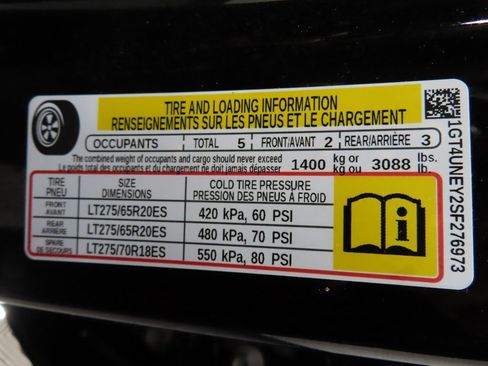 TIRE AND LOADING INFORMATION
RENSEIGNEMENTS SUR LES PNEUS ET LE CHARGEMENT
OCCUPANTS TOTAL 5 FRONT/AVANT 2 REAR/ARRIÈRE 3
The combined weight of occupants and cargo should never exceed
Le poids total des occupants et du chargement ne doit jamais dépasser
1400 kg or kg ou 3088 lbs. lb.
TIRE PNEU SIZE DIMENSIONS COLD TIRE PRESSURE PRESSION DES PNEUS A FROID
FRONT AVANT LT275/65R20ES 420 kPa, 60 PSI
REAR ARRIÈRE LT275/65R20ES 480 kPa, 70 PSI
SPARE DE SECOURS LT275/70R18ES 550 kPa, 80 PSI
1GT4UNEY2SF276973